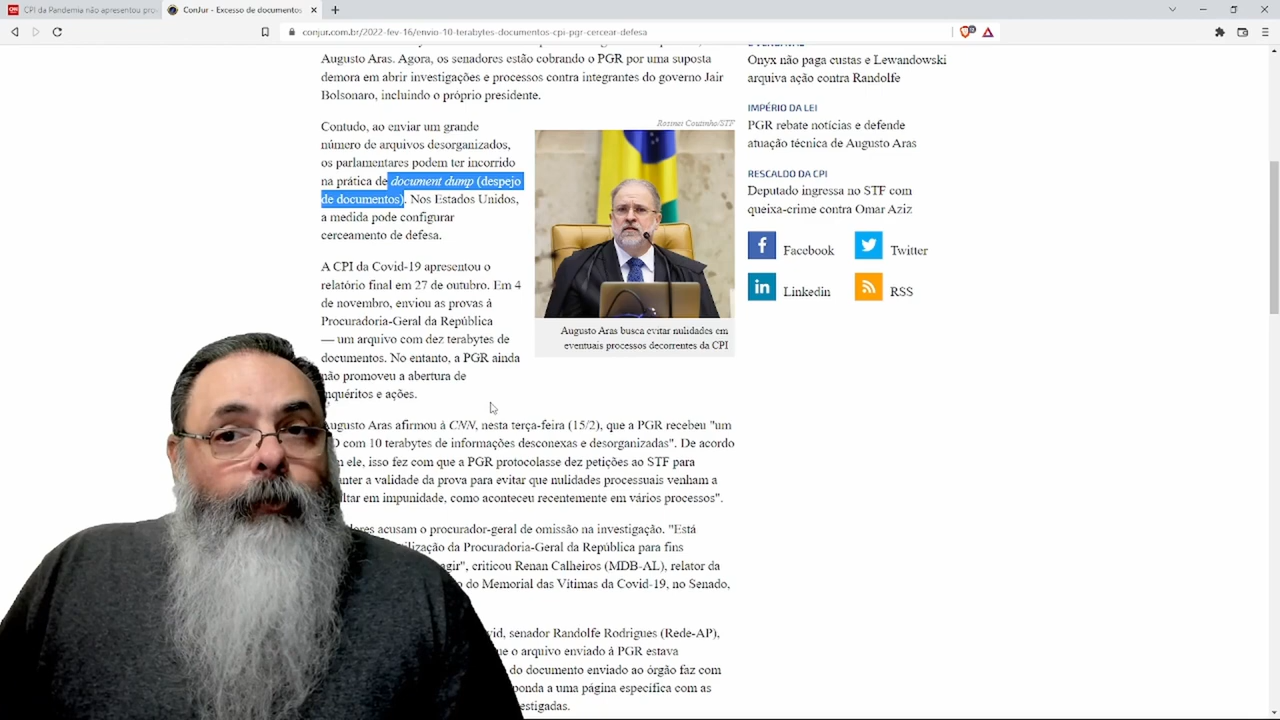 CPI da Pandemia não apresentou pro
ConJur - Excesso de documentos
conjur.com.br/2022-fev-16/envio-10-terabytes-documentos-cpi-pgr-cercear-defesa
Augusto Aras. Agora, os senadores estão cobrando o PGR por uma suposta
demora em abrir investigações e processos contra integrantes do governo Jair
Bolsonaro, incluindo o próprio presidente.
Contudo, ao enviar um grande
número de arquivos desorganizados,
os parlamentares podem ter incorrido
na prática de document dump (despejo
de documentos). Nos Estados Unidos,
a medida pode configurar
cerceamento de defesa.
Rosinei Coutinho/STF
Augusto Aras busca evitar nulidades em
eventuais processos decorrentes da CPI
A CPI da Covid-19 apresentou o
relatório final em 27 de outubro. Em 4
de novembro, enviou as provas à
Procuradoria-Geral da República
— um arquivo com dez terabytes de
documentos. No entanto, a PGR ainda
não promoveu a abertura de
inquéritos e ações.
Augusto Aras afirmou à CNN, nesta terça-feira (15/2), que a PGR recebeu "um
com 10 terabytes de informações desconexas e desorganizadas". De acordo
ele, isso fez com que a PGR protocolasse dez petições ao STF para
a validade da prova para evitar que nulidades processuais venham a
em impunidade, como aconteceu recentemente em vários processos".
acusam o procurador-geral de omissão na investigação. "Está
da Procuradoria-Geral da República para fins
agir", criticou Renan Calheiros (MDB-AL), relator da
do Memorial das Vítimas da Covid-19, no Senado,
senador Randolfe Rodrigues (Rede-AP),
o arquivo enviado à PGR estava
do documento enviado ao órgão faz com
a uma página específica com as
Onyx não paga custas e Lewandowski
arquiva ação contra Randolfe
IMPÉRIO DA LEI
PGR rebate notícias e defende
atuação técnica de Augusto Aras
RESCALDO DA CPI
Deputado ingressa no STF com
queixa-crime contra Omar Aziz
Facebook
Twitter
Linkedin
RSS